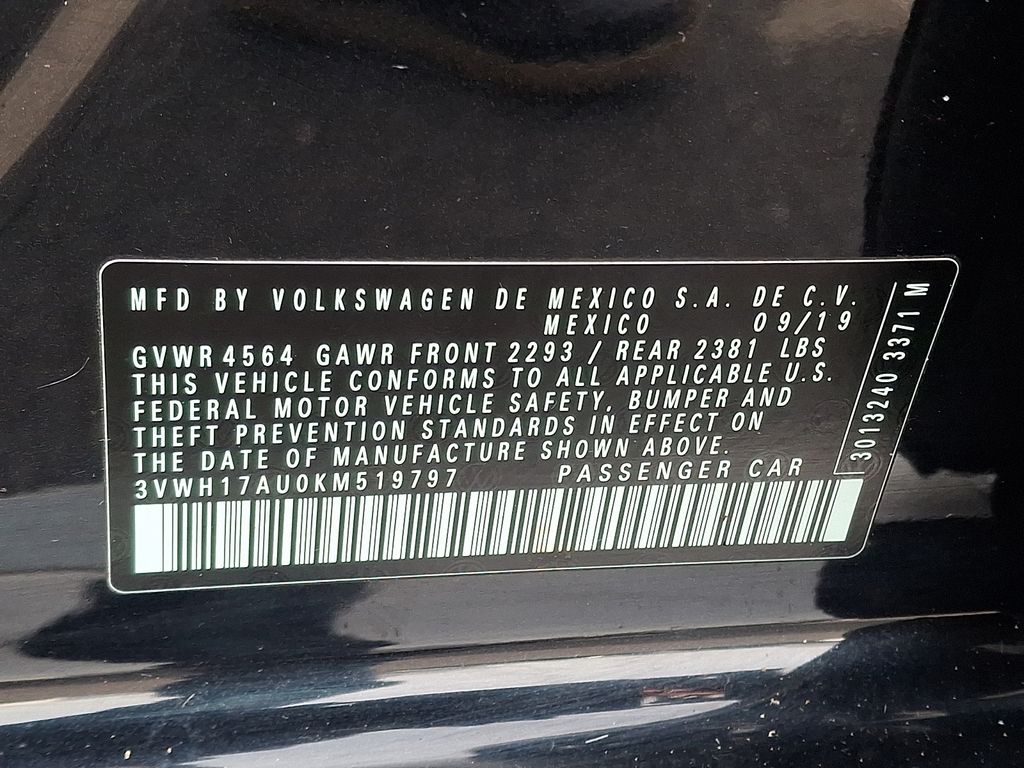 MFD BY VOLKSWAGEN DE MEXICO S.A. DE C.V.
MEXICO 09/19
GVWR 4564 GAWR FRONT 2293 / REAR 2381 LBS
THIS VEHICLE CONFORMS TO ALL APPLICABLE U.S.
FEDERAL MOTOR VEHICLE SAFETY, BUMPER AND
THEFT PREVENTION STANDARDS IN EFFECT ON
THE DATE OF MANUFACTURE SHOWN ABOVE.
3VWH17AU0KM519797 PASSENGER CAR
3013240 3371 M